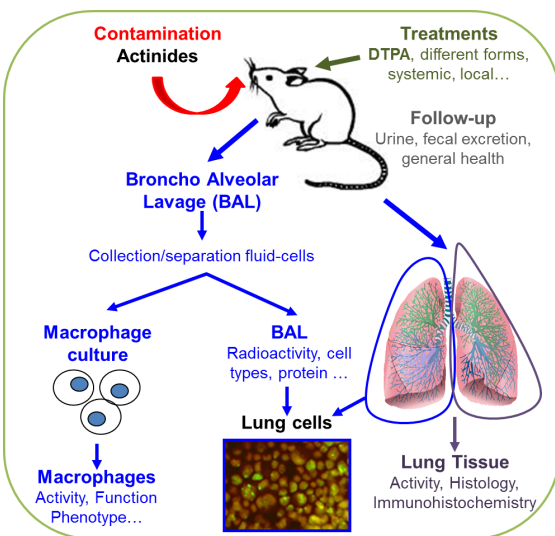 Contamination
Actinides
Treatments
DTPA, different forms,
systemic, local…
Follow-up
Urine, fecal excretion,
general health
Broncho Alveolar
Lavage (BAL)
Collection/separation fluid-cells
Macrophage
culture
BAL
Radioactivity, cell
types, protein …
Lung cells
Macrophages
Activity, Function
Phenotype…
Lung Tissue
Activity, Histology,
Immunohistochemistry